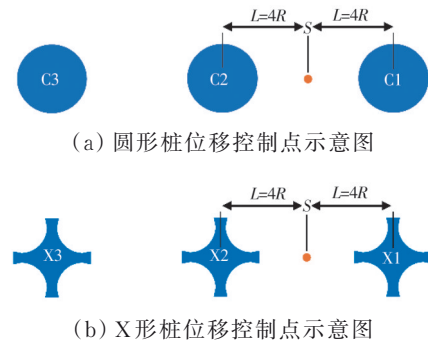 L=4R S L=4R
C3 C2 C1
(a) 圆形桩位移控制点示意图
L=4R S L=4R
X3 X2 X1
(b) X形桩位移控制点示意图